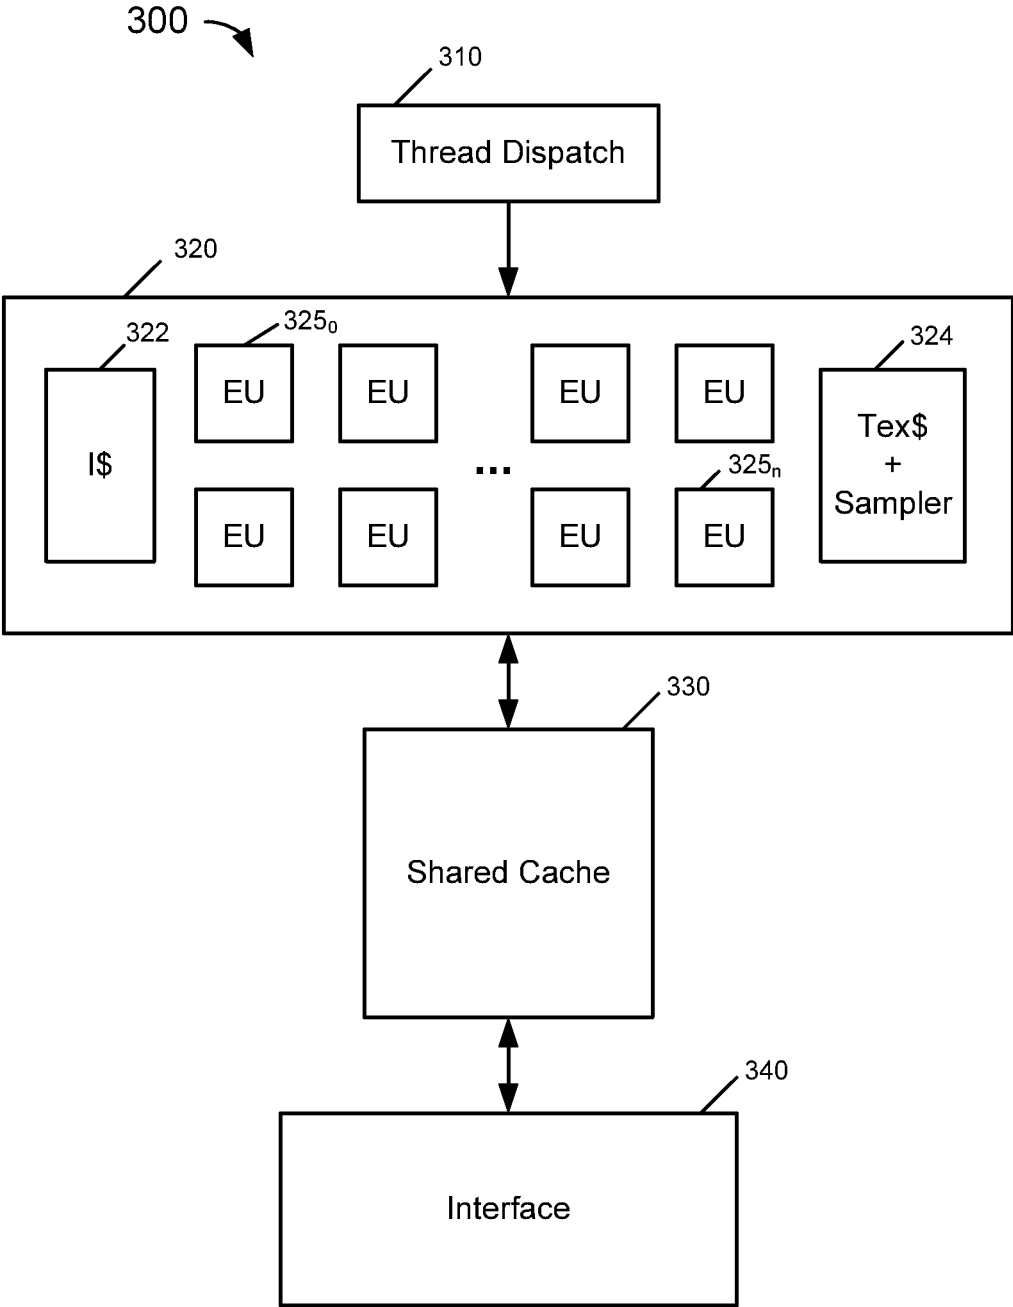 300
310
Thread Dispatch
320
322
325₀
324
EU EU EU EU
I$
...
Tex$
+
Sampler
325ₙ
EU EU EU EU
330
Shared Cache
340
Interface